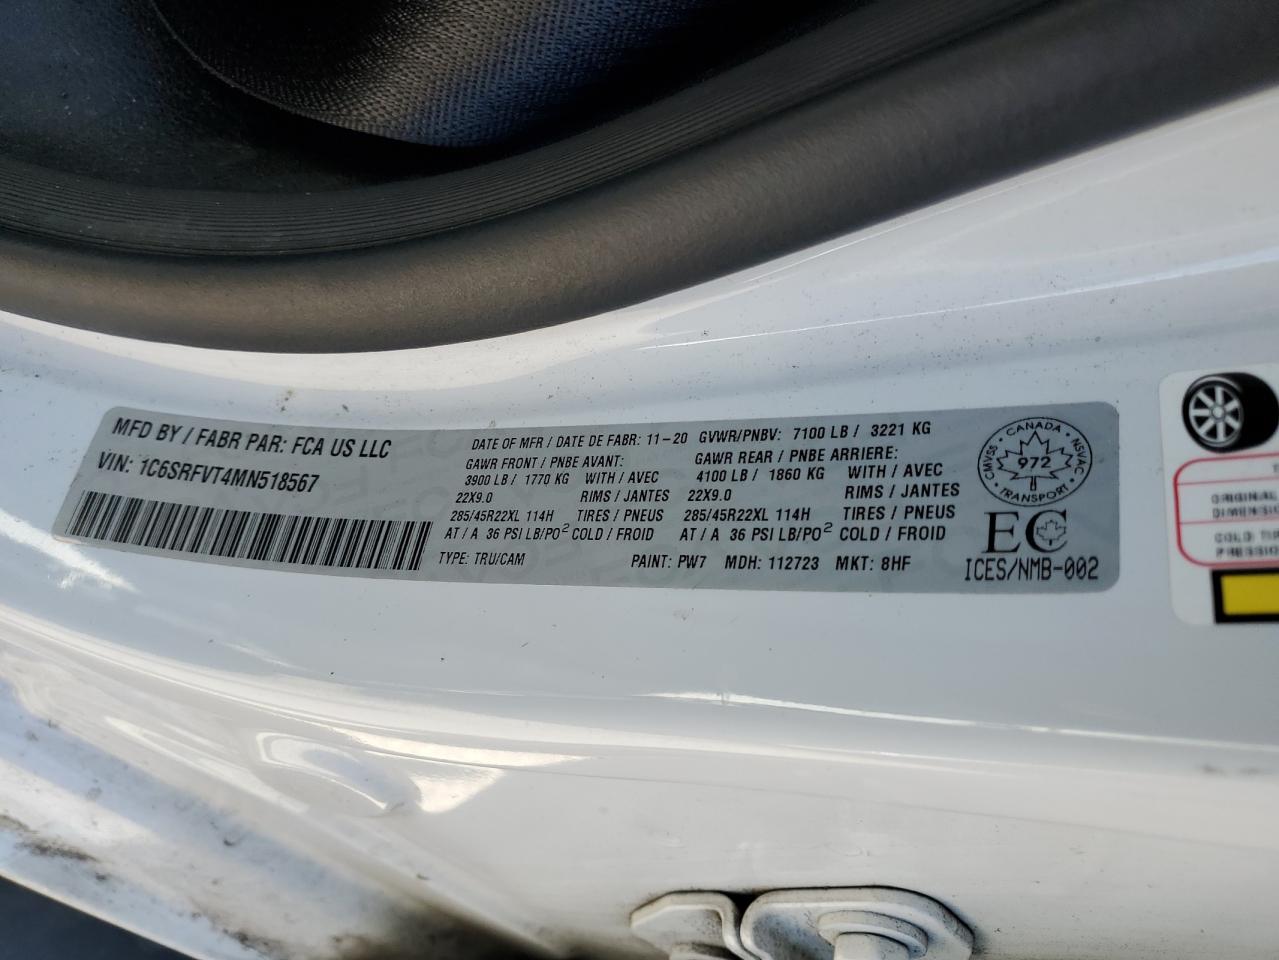 MFD BY / FABR PAR: FCA US LLC
VIN: 1C6SRFVT4MN518567
DATE OF MFR / DATE DE FABR: 11-20 GVWR/PNBV: 7100 LB / 3221 KG
GAWR FRONT / PNBE AVANT: GAWR REAR / PNBE ARRIERE:
3900 LB / 1770 KG WITH / AVEC 4100 LB / 1860 KG WITH / AVEC
22X9.0 RIMS / JANTES 22X9.0 RIMS / JANTES
285/45R22XL 114H TIRES / PNEUS 285/45R22XL 114H TIRES / PNEUS
AT / A 36 PSI LB/PO² COLD / FROID AT / A 36 PSI LB/PO² COLD / FROID
TYPE: TRU/CAM PAINT: PW7 MDH: 112723 MKT: 8HF
CANADA
CMVSS 972 NSVAC
TRANSPORT
EC
ICES/NMB-002
ORIGINAL
DIMENSI
COLD TIR
PRESSIO